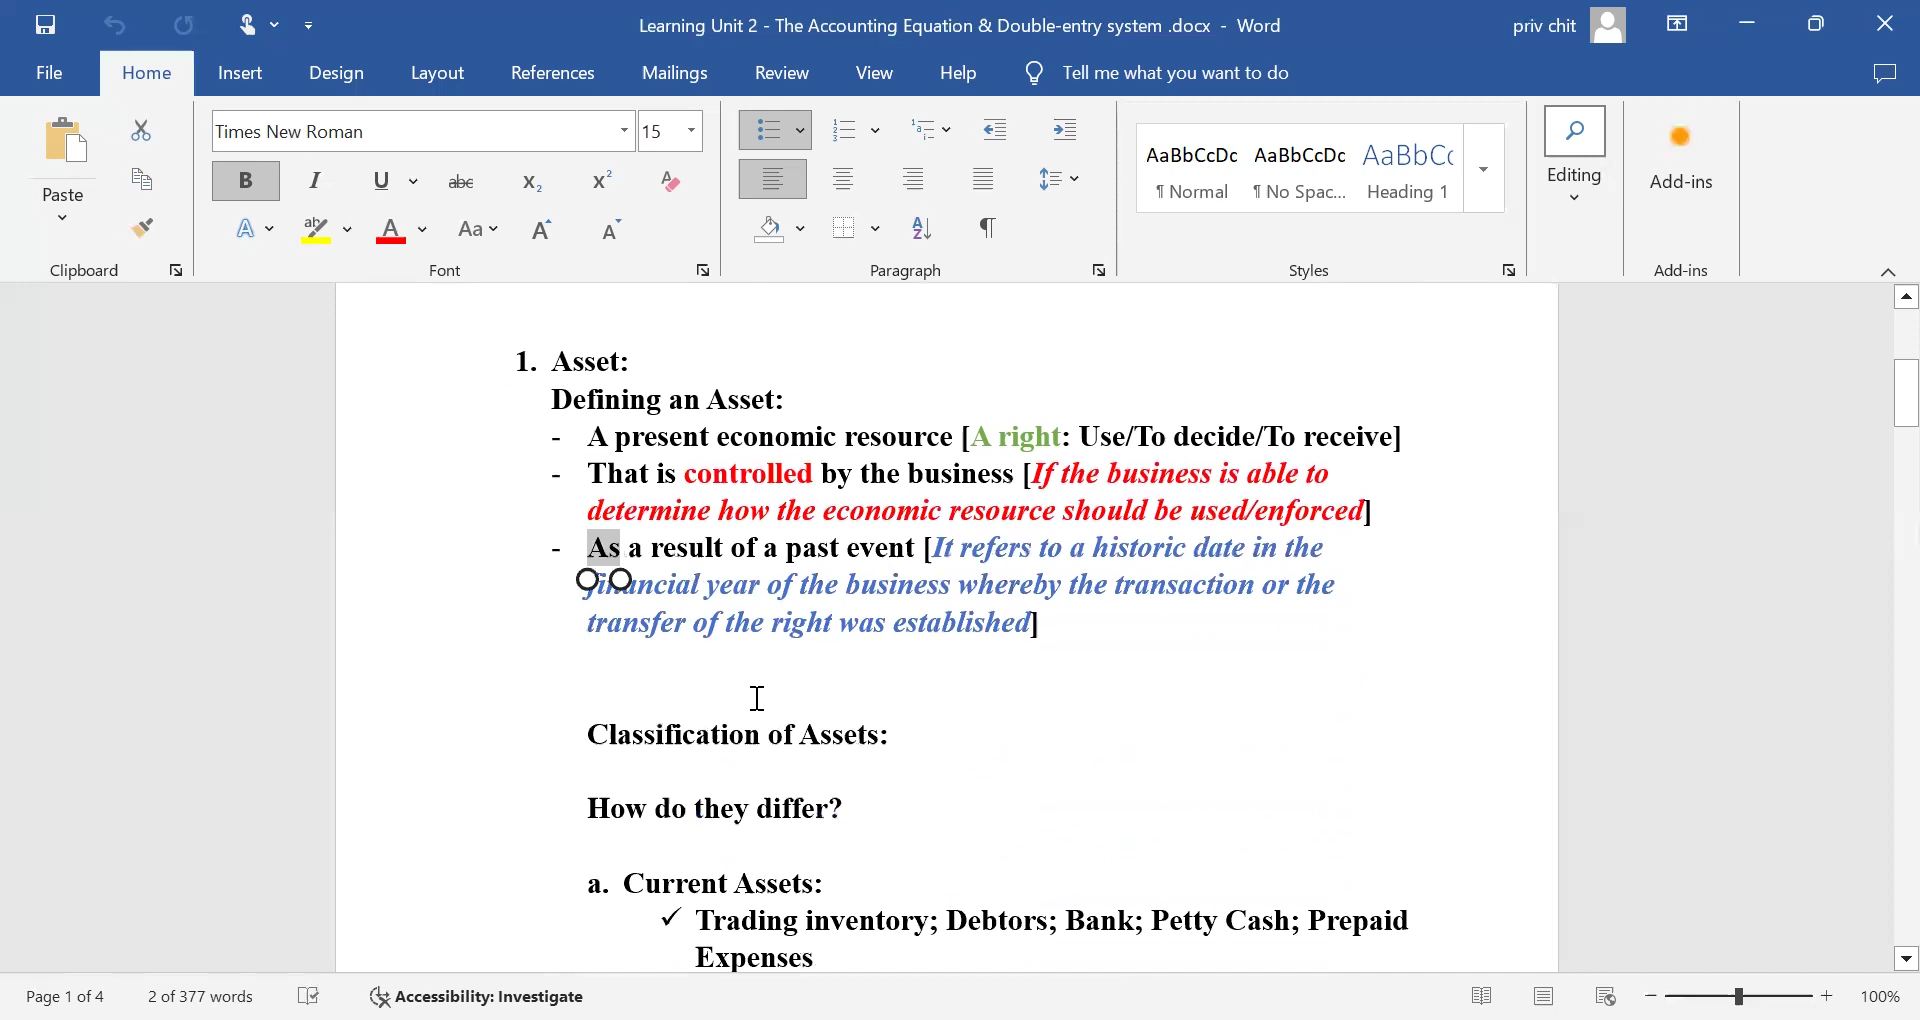 Learning Unit 2 - The Accounting Equation & Double-entry system .docx - Word
priv chit
File Home Insert Design Layout References Mailings Review View Help Tell me what you want to do
Times New Roman 15
Paste
B I U abc x2 x2 A
A ab A Aa A A
AaBbCcDc AaBbCcDc AaBbCc
¶ Normal ¶ No Spac... Heading 1
Editing
Add-ins
Clipboard Font Paragraph Styles Add-ins
1. Asset:
Defining an Asset:
- A present economic resource [A right: Use/To decide/To receive]
- That is controlled by the business [If the business is able to
determine how the economic resource should be used/enforced]
- As a result of a past event [It refers to a historic date in the
financial year of the business whereby the transaction or the
transfer of the right was established]
Classification of Assets:
How do they differ?
a. Current Assets:
✓ Trading inventory; Debtors; Bank; Petty Cash; Prepaid
Expenses
Page 1 of 4 2 of 377 words Accessibility: Investigate 100%